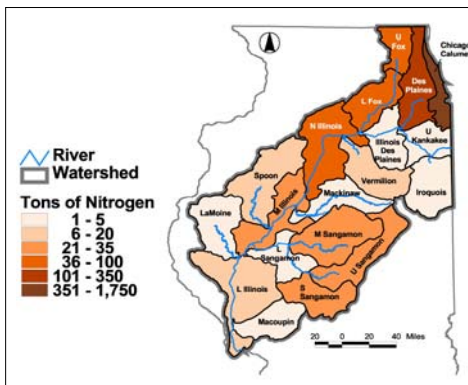 U
Fox
Chicago
Calumet
Des
Plaines
L Fox
N Illinois
Illinois
Des
Plaines
U
Kankakee
Iroquois
Vermilion
Mackinaw
Spoon
M Illinois
LaMoine
M Sangamon
L
Sangamon
U Sangamon
S
Sangamon
L Illinois
Macoupin
River
Watershed
Tons of Nitrogen
1 - 5
6 - 20
21 - 35
36 - 100
101 - 350
351 - 1,750
20 0 20 40 Miles